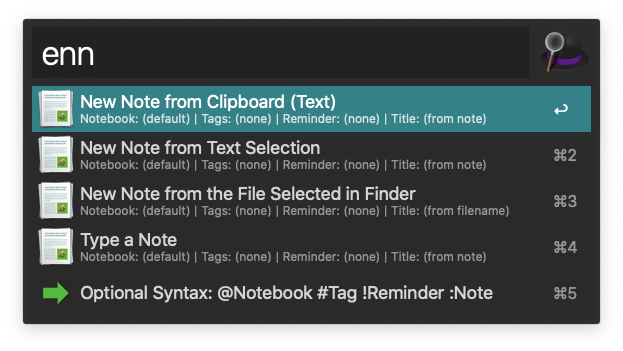 enn
New Note from Clipboard (Text)
Notebook: (default) | Tags: (none) | Reminder: (none) | Title: (from note)
↩
New Note from Text Selection
Notebook: (default) | Tags: (none) | Reminder: (none) | Title: (from note)
⌘2
New Note from the File Selected in Finder
Notebook: (default) | Tags: (none) | Reminder: (none) | Title: (from filename)
⌘3
Type a Note
Notebook: (default) | Tags: (none) | Reminder: (none) | Title: (from note)
⌘4
Optional Syntax: @Notebook #Tag !Reminder :Note
⌘5